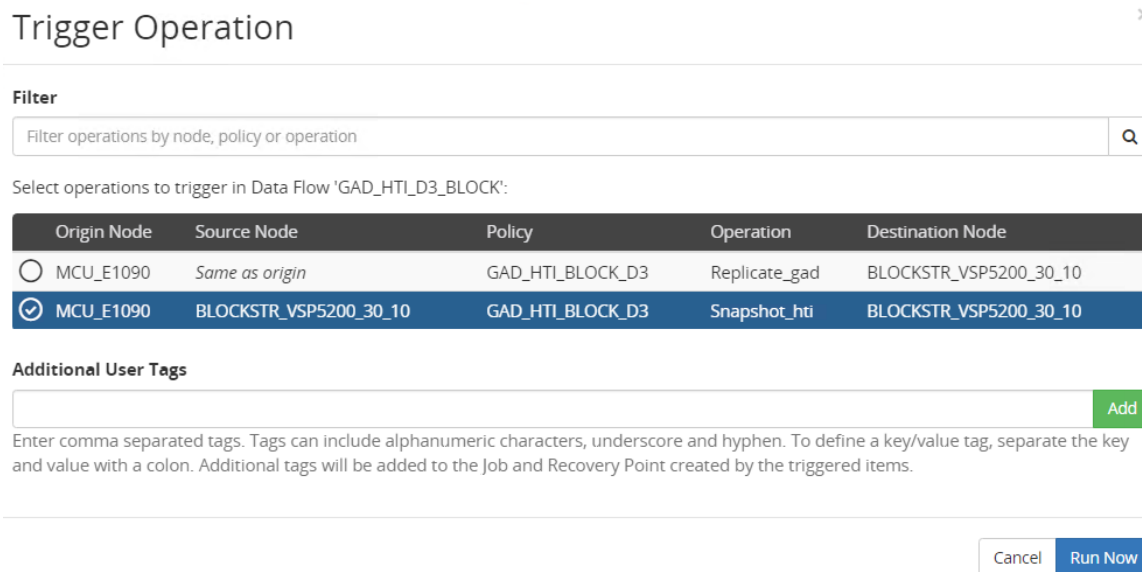 Trigger Operation
Filter
Filter operations by node, policy or operation
Select operations to trigger in Data Flow 'GAD_HTI_D3_BLOCK':
Origin Node Source Node Policy Operation Destination Node
MCU_E1090 Same as origin GAD_HTI_BLOCK_D3 Replicate_gad BLOCKSTR_VSP5200_30_10
MCU_E1090 BLOCKSTR_VSP5200_30_10 GAD_HTI_BLOCK_D3 Snapshot_hti BLOCKSTR_VSP5200_30_10
Additional User Tags
Add
Enter comma separated tags. Tags can include alphanumeric characters, underscore and hyphen. To define a key/value tag, separate the key
and value with a colon. Additional tags will be added to the Job and Recovery Point created by the triggered items.
Cancel Run Now